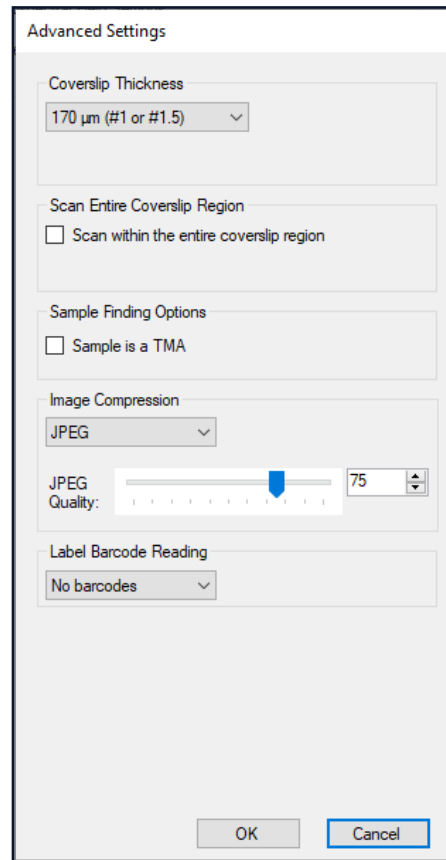 Advanced Settings
Coverslip Thickness
170 µm (#1 or #1.5)
Scan Entire Coverslip Region
Scan within the entire coverslip region
Sample Finding Options
Sample is a TMA
Image Compression
JPEG
JPEG
Quality:
75
Label Barcode Reading
No barcodes
OK
Cancel